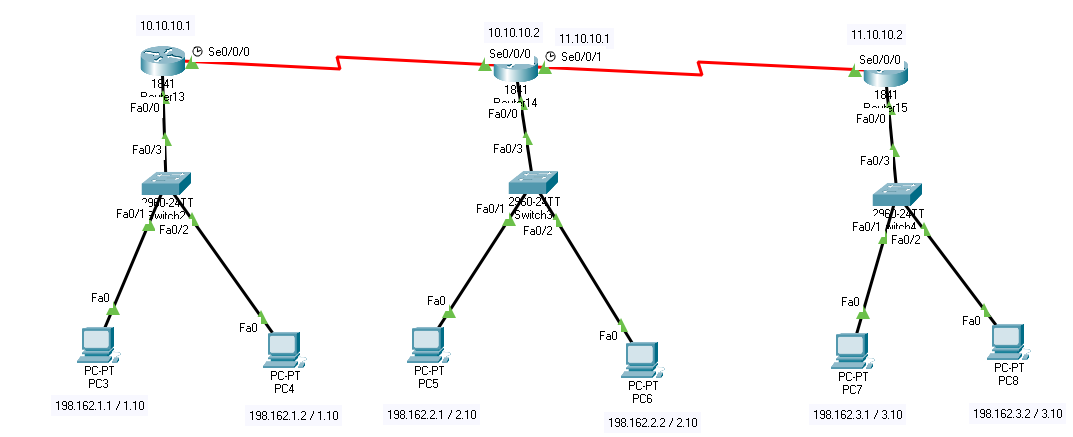 10.10.10.1
Se0/0/0
1841
Router13
Fa0/0
Fa0/3
2960-24TT
Switch2
Fa0/1
Fa0/2
Fa0
Fa0
PC-PT
PC3
PC-PT
PC4
198.162.1.1 / 1.10
198.162.1.2 / 1.10
10.10.10.2
11.10.10.1
Se0/0/0
Se0/0/1
1841
Router14
Fa0/0
Fa0/3
2960-24TT
Switch3
Fa0/1
Fa0/2
Fa0
Fa0
PC-PT
PC5
PC-PT
PC6
198.162.2.1 / 2.10
198.162.2.2 / 2.10
11.10.10.2
Se0/0/0
1841
Router15
Fa0/0
Fa0/3
2960-24TT
Switch4
Fa0/1
Fa0/2
Fa0
Fa0
PC-PT
PC7
PC-PT
PC8
198.162.3.1 / 3.10
198.162.3.2 / 3.10